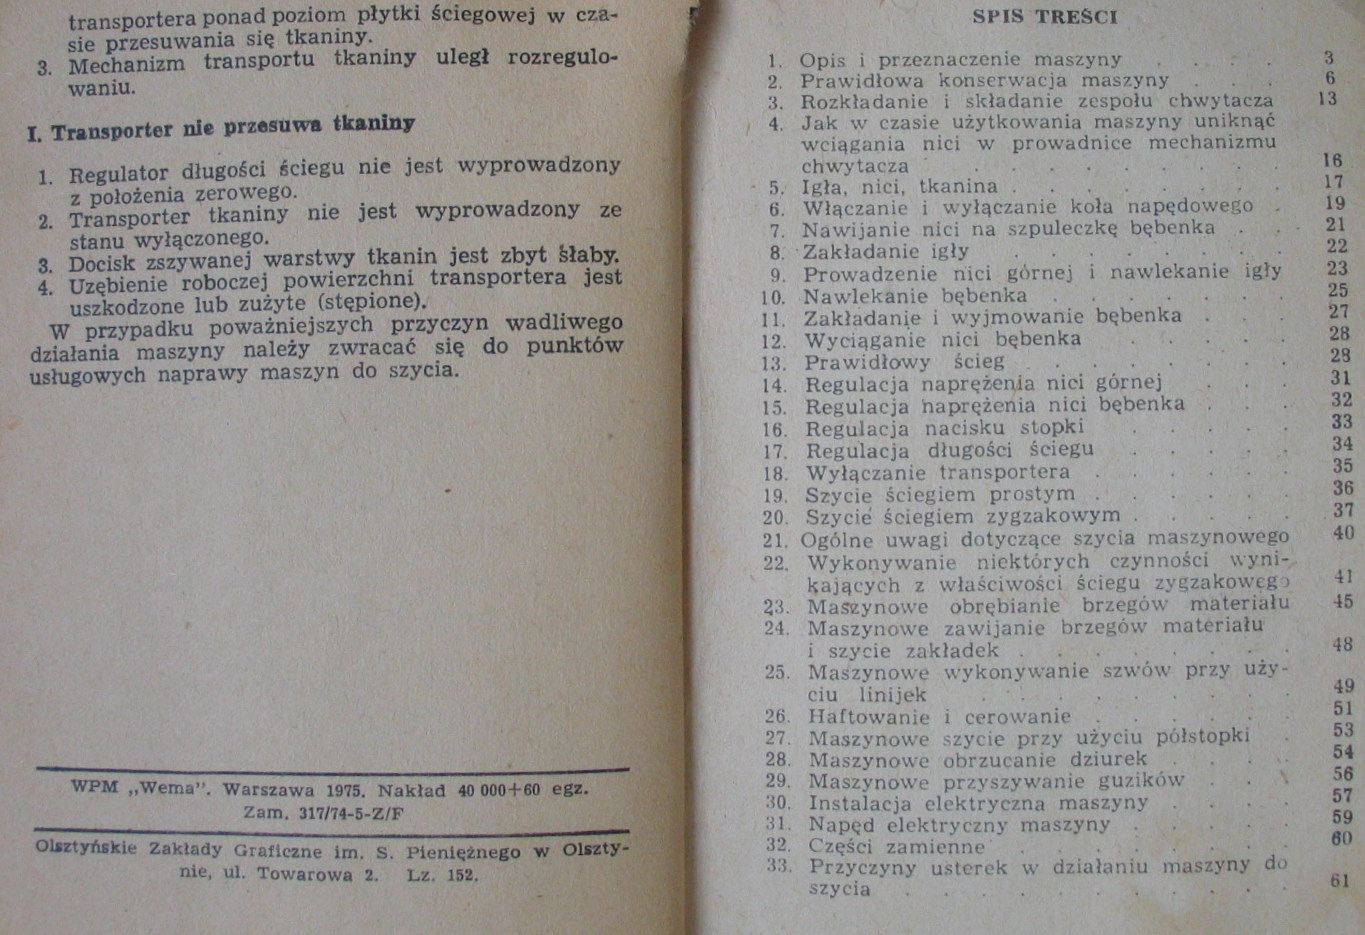 transportera ponad poziom płytki ściegowej w cza-
sie przesuwania się tkaniny.
3. Mechanizm transportu tkaniny uległ rozregulo-
waniu.
I. Transporter nie przesuwa tkaniny
1. Regulator długości ściegu nie jest wyprowadzony
z położenia zerowego.
2. Transporter tkaniny nie jest wyprowadzony ze
stanu wyłączonego.
3. Docisk zszywanej warstwy tkanin jest zbyt słaby.
4. Uzębienie roboczej powierzchni transportera jest
uszkodzone lub zużyte (stępione).
W przypadku poważniejszych przyczyn wadliwego
działania maszyny należy zwracać się do punktów
usługowych naprawy maszyn do szycia.
WPM „Wema”. Warszawa 1975. Nakład 40 000+60 egz.
Zam. 317/74-5-Z/F
Olsztyńskie Zakłady Graficzne im. S. Pieniężnego w Olszty-
nie, ul. Towarowa 2. Lz. 152.
SPIS TREŚCI
1. Opis i przeznaczenie maszyny . . . . 3
2. Prawidłowa konserwacja maszyny . . . 6
3. Rozkładanie i składanie zespołu chwytacza 13
4. Jak w czasie użytkowania maszyny uniknąć
wciągania nici w prowadnice mechanizmu
chwytacza . . . . . . . . 16
5. Igła, nici, tkanina . . . . . . . . 17
6. Włączanie i wyłączanie koła napędowego . 19
7. Nawijanie nici na szpuleczkę bębenka . . . 21
8. Zakładanie igły . . . . . . . 22
9. Prowadzenie nici górnej i nawlekanie igły 23
10. Nawlekanie bębenka . . . . . . . 25
11. Zakładanie i wyjmowanie bębenka . . . 27
12. Wyciąganie nici bębenka . . . . . 28
13. Prawidłowy ścieg . . . . . . . 29
14. Regulacja naprężenia nici górnej . . . 31
15. Regulacja naprężenia nici bębenka . . . 32
16. Regulacja nacisku stopki . . . . . 33
17. Regulacja długości ściegu . . . . . 34
18. Wyłączanie transportera . . . . . . 35
19. Szycie ściegiem prostym . . . . . . 36
20. Szycie ściegiem zygzakowym . . . . . 37
21. Ogólne uwagi dotyczące szycia maszynowego 40
22. Wykonywanie niektórych czynności wyni-
kających z właściwości ściegu zygzakowego 41
23. Maszynowe obrębianie brzegów materiału 45
24. Maszynowe zawijanie brzegów materiału
i szycie zakładek . . . . . . . . 48
25. Maszynowe wykonywanie szwów przy uży-
ciu linijek . . . . . . . . 49
26. Haftowanie i cerowanie . . . . . . 51
27. Maszynowe szycie przy użyciu półstopki . 53
28. Maszynowe obrzucanie dziurek . . . . 54
29. Maszynowe przyszywanie guzików . . . 56
30. Instalacja elektryczna maszyny . . . . 57
31. Napęd elektryczny maszyny . . . . . 59
32. Części zamienne . . . . . . . 60
33. Przyczyny usterek w działaniu maszyny do
szycia . . . . . . . . . . . 61